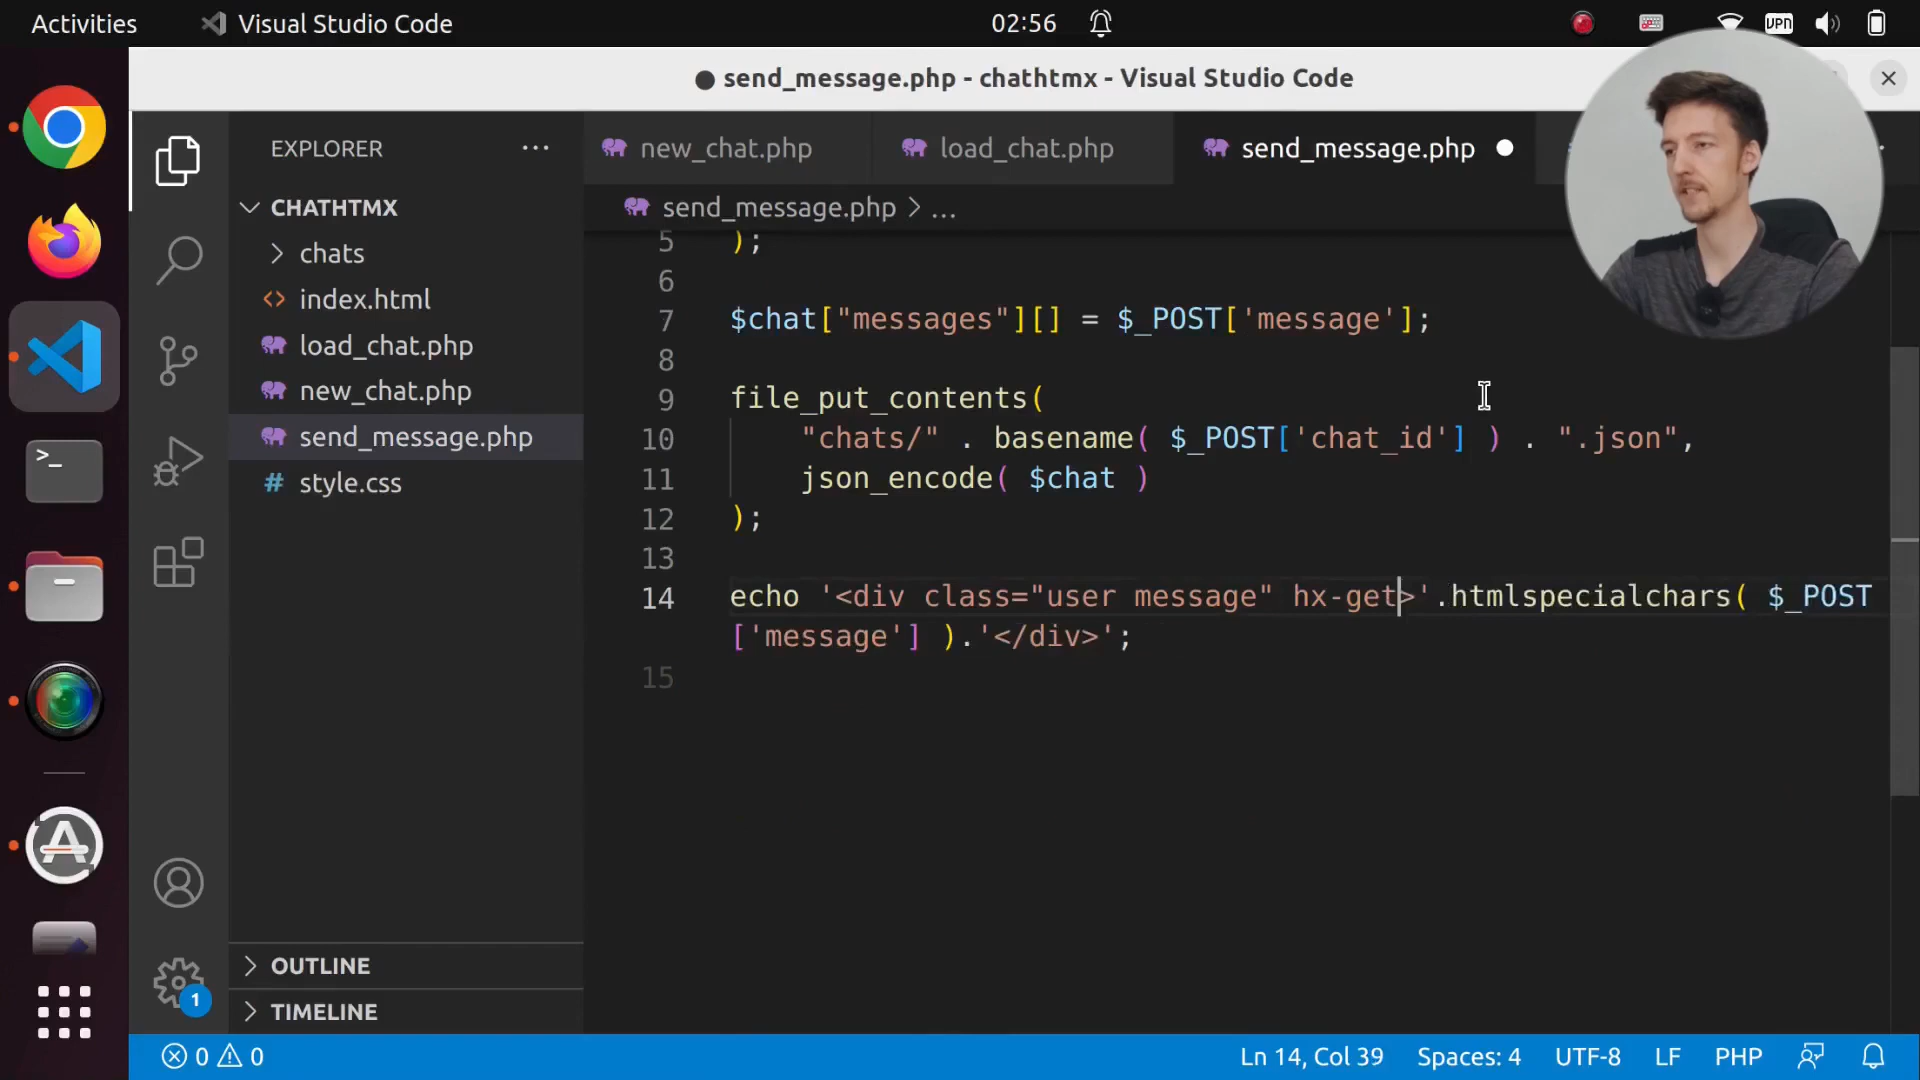 Activities
Visual Studio Code
02:56
VPN
● send_message.php - chathtmx - Visual Studio Code
EXPLORER
CHATHTMX
chats
index.html
load_chat.php
new_chat.php
send_message.php
style.css
OUTLINE
TIMELINE
1
new_chat.php
load_chat.php
send_message.php
send_message.php > ...
5 );
6
7 $chat["messages"][] = $_POST['message'];
8
9 file_put_contents(
10 "chats/" . basename( $_POST['chat_id'] ) . ".json",
11 json_encode( $chat )
12 );
13
14 echo '<div class="user message" hx-get>'.htmlspecialchars( $_POST
['message'] ).'</div>';
15
0 0
Ln 14, Col 39
Spaces: 4
UTF-8
LF
PHP